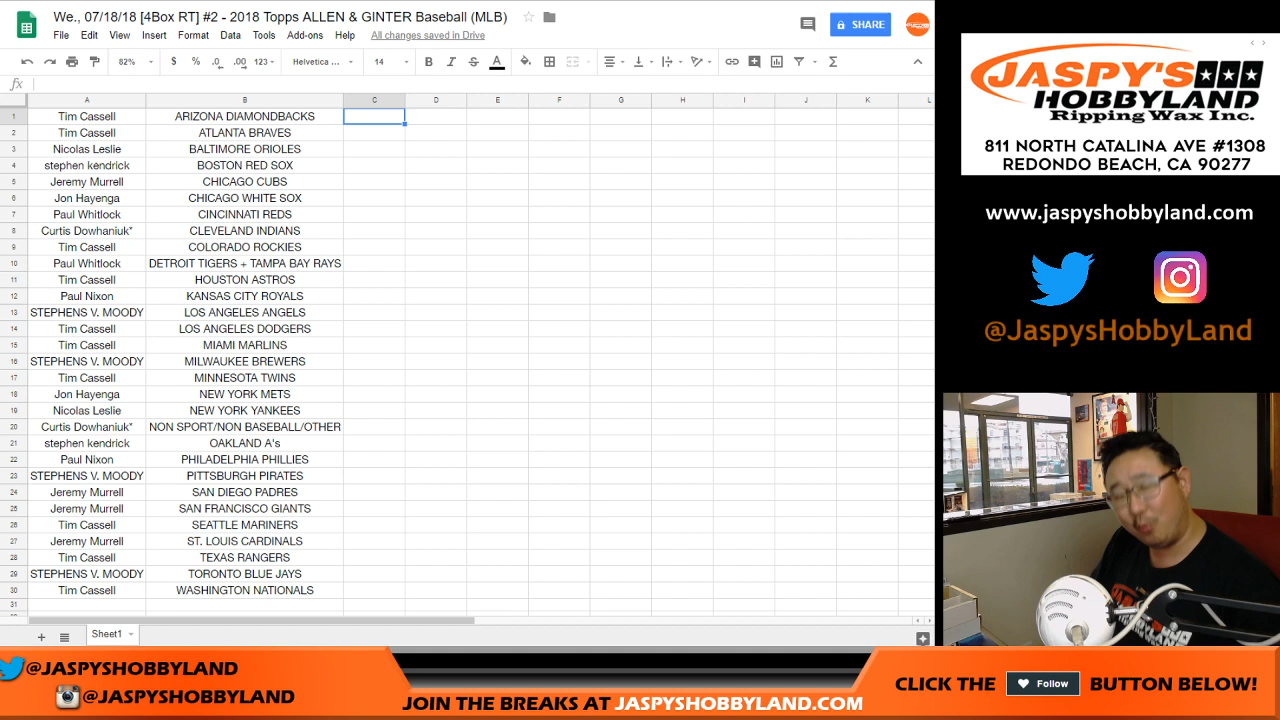 We., 07/18/18 [4Box RT] #2 - 2018 Topps ALLEN & GINTER Baseball (MLB)
File Edit View Insert Format Data Tools Add-ons Help All changes saved in Drive
SHARE
82% $ % .0 .00 123 Helvetica ... 14 B I S A
fx
A B C D E F G H I J K L
1 Tim Cassell ARIZONA DIAMONDBACKS
2 Tim Cassell ATLANTA BRAVES
3 Nicolas Leslie BALTIMORE ORIOLES
4 stephen kendrick BOSTON RED SOX
5 Jeremy Murrell CHICAGO CUBS
6 Jon Hayenga CHICAGO WHITE SOX
7 Paul Whitlock CINCINNATI REDS
8 Curtis Dowhaniuk* CLEVELAND INDIANS
9 Tim Cassell COLORADO ROCKIES
10 Paul Whitlock DETROIT TIGERS + TAMPA BAY RAYS
11 Tim Cassell HOUSTON ASTROS
12 Paul Nixon KANSAS CITY ROYALS
13 STEPHENS V. MOODY LOS ANGELES ANGELS
14 Tim Cassell LOS ANGELES DODGERS
15 Tim Cassell MIAMI MARLINS
16 STEPHENS V. MOODY MILWAUKEE BREWERS
17 Tim Cassell MINNESOTA TWINS
18 Jon Hayenga NEW YORK METS
19 Nicolas Leslie NEW YORK YANKEES
20 Curtis Dowhaniuk* NON SPORT/NON BASEBALL/OTHER
21 stephen kendrick OAKLAND A's
22 Paul Nixon PHILADELPHIA PHILLIES
23 STEPHENS V. MOODY PITTSBURGH PIRATES
24 Jeremy Murrell SAN DIEGO PADRES
25 Jeremy Murrell SAN FRANCISCO GIANTS
26 Tim Cassell SEATTLE MARINERS
27 Jeremy Murrell ST. LOUIS CARDINALS
28 Tim Cassell TEXAS RANGERS
29 STEPHENS V. MOODY TORONTO BLUE JAYS
30 Tim Cassell WASHINGTON NATIONALS
31
Sheet1
JASPY'S
HOBBYLAND
Ripping Wax Inc.
811 NORTH CATALINA AVE #1308
REDONDO BEACH, CA 90277
www.jaspyshobbyland.com
@JaspysHobbyLand
@JASPYSHOBBYLAND
@JASPYSHOBBYLAND
JOIN THE BREAKS AT JASPYSHOBBYLAND.COM
CLICK THE Follow BUTTON BELOW!